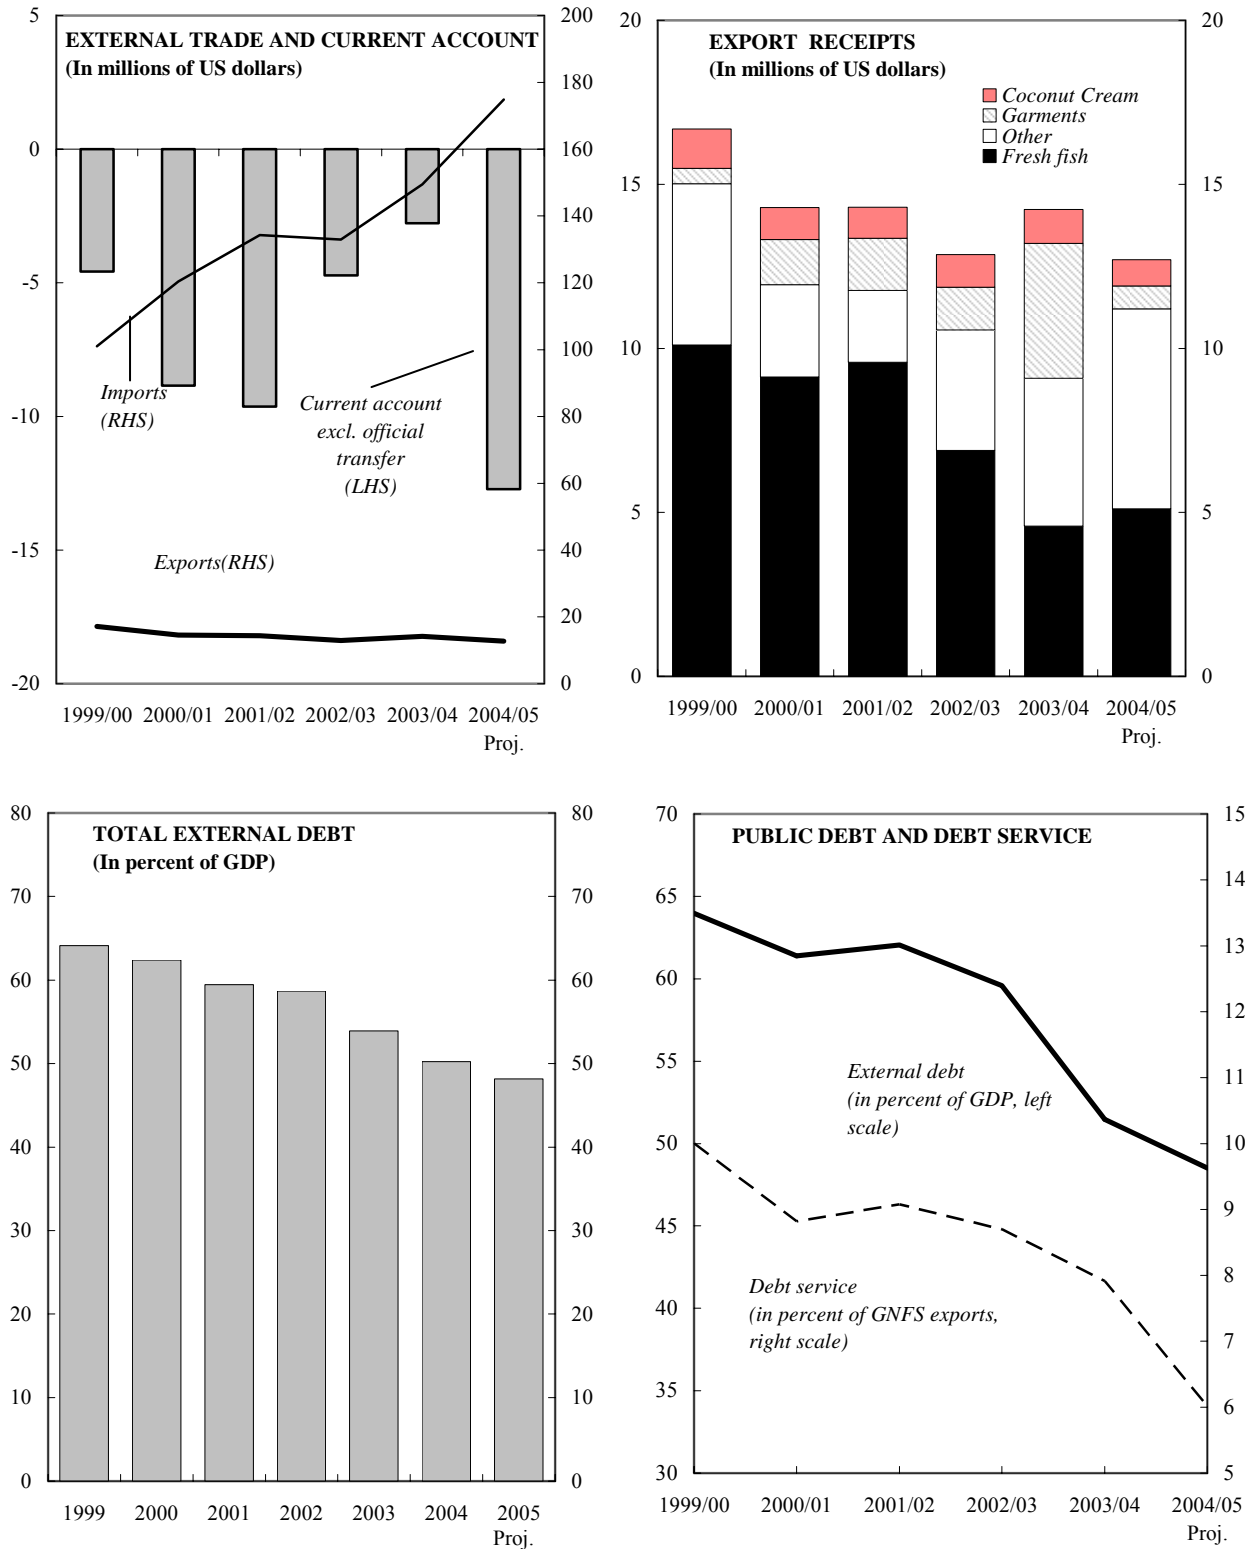 EXTERNAL TRADE AND CURRENT ACCOUNT
(In millions of US dollars)
5
0
-5
-10
-15
-20
200
180
160
140
120
100
80
60
40
20
0
Imports
(RHS)
Current account
excl. official
transfer
(LHS)
Exports(RHS)
1999/00 2000/01 2001/02 2002/03 2003/04 2004/05
Proj.
EXPORT RECEIPTS
(In millions of US dollars)
20
15
10
5
0
20
15
10
5
0
Coconut Cream
Garments
Other
Fresh fish
1999/00 2000/01 2001/02 2002/03 2003/04 2004/05
Proj.
TOTAL EXTERNAL DEBT
(In percent of GDP)
80
70
60
50
40
30
20
10
0
80
70
60
50
40
30
20
10
0
1999 2000 2001 2002 2003 2004 2005
Proj.
PUBLIC DEBT AND DEBT SERVICE
70
65
60
55
50
45
40
35
30
15
14
13
12
11
10
9
8
7
6
5
External debt
(in percent of GDP, left
scale)
Debt service
(in percent of GNFS exports,
right scale)
1999/00 2000/01 2001/02 2002/03 2003/04 2004/05
Proj.